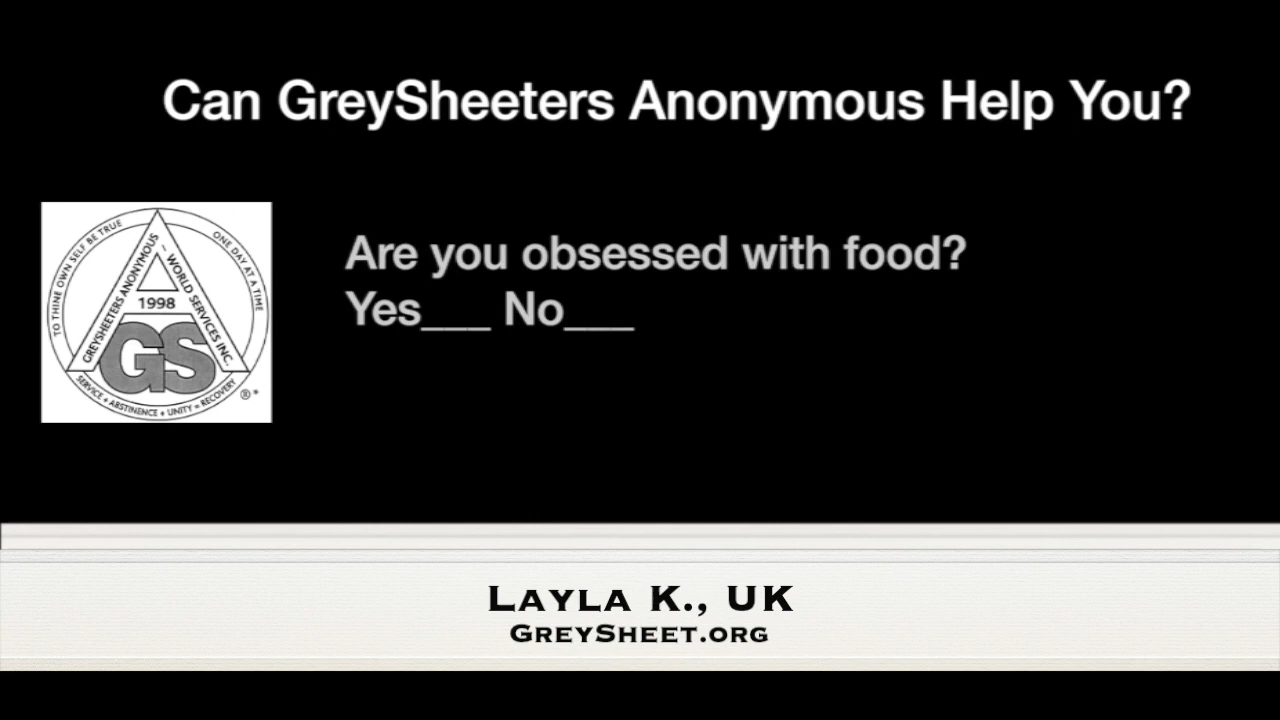 Can GreySheeters Anonymous Help You?
TO THINE OWN SELF BE TRUE
ONE DAY AT A TIME
GREYSHEETERS ANONYMOUS ~ WORLD SERVICES INC.
1998
GS
SERVICE + ABSTINENCE + UNITY = RECOVERY
®*
Are you obsessed with food?
Yes___ No___
LAYLA K., UK
GREYSHEET.ORG